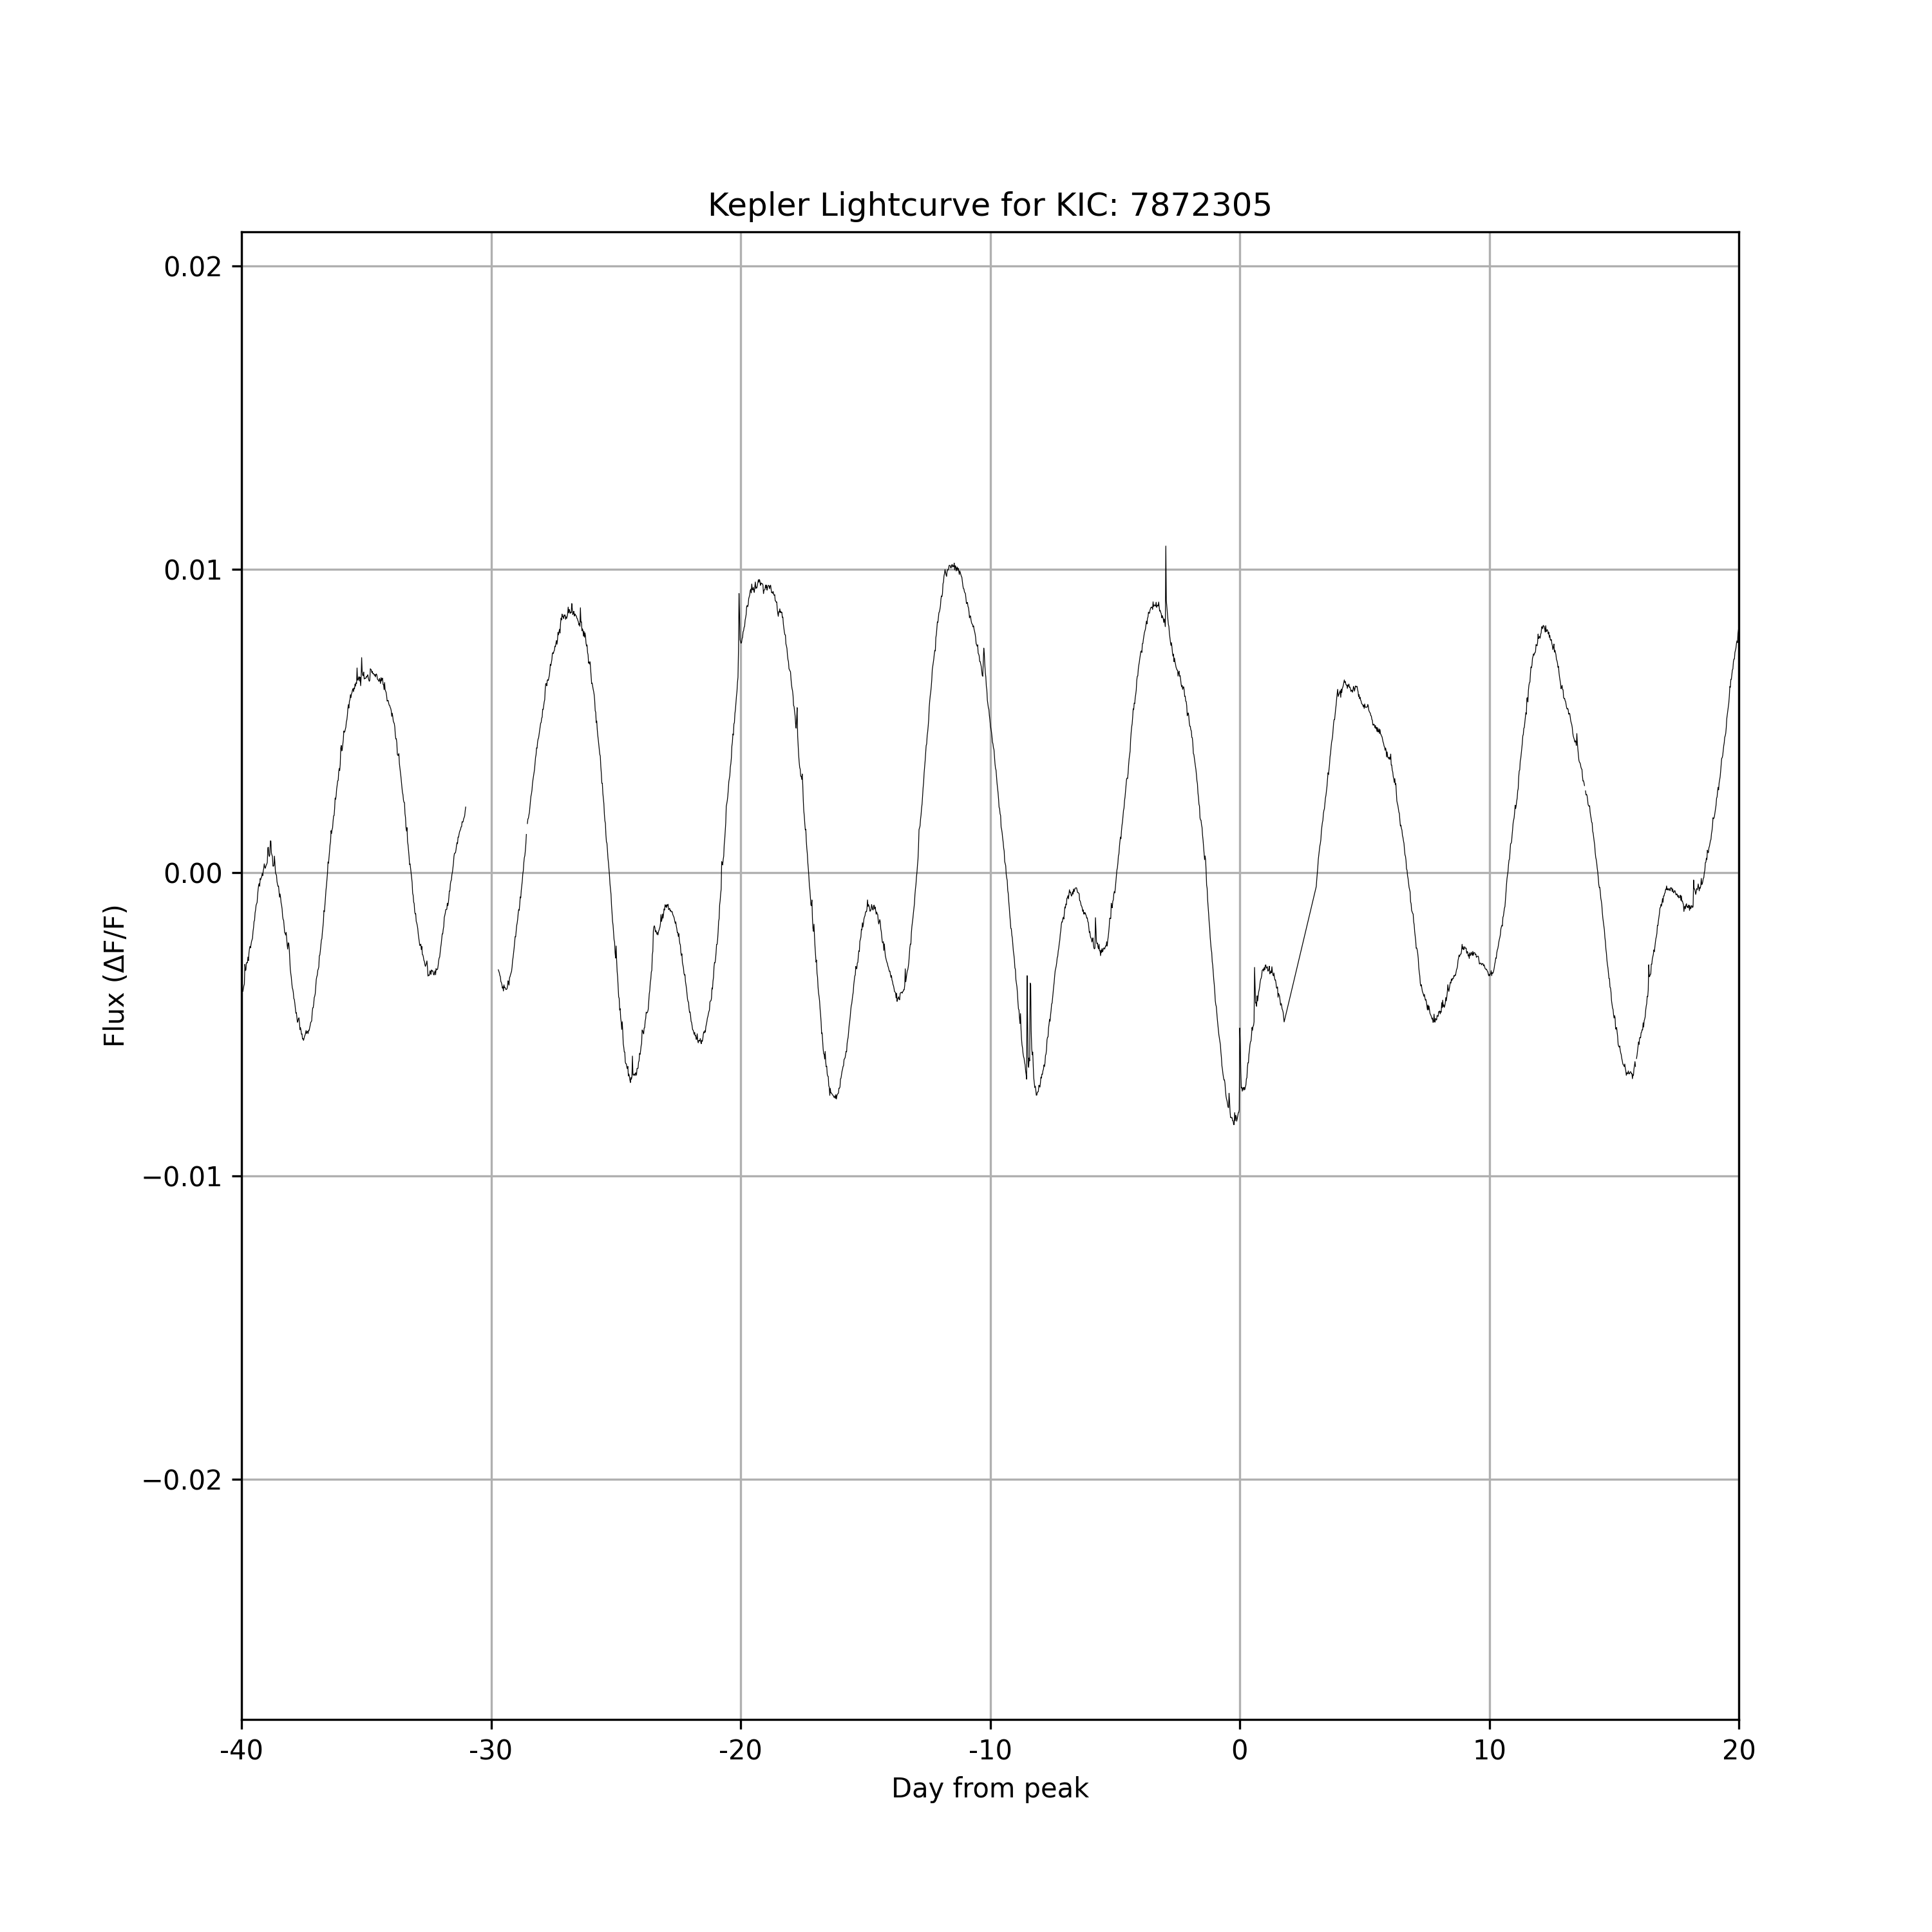 Kepler Lightcurve for KIC: 7872305
0.02
0.01
0.00
−0.01
−0.02
Flux (ΔF/F)
-40 -30 -20 -10 0 10 20
Day from peak